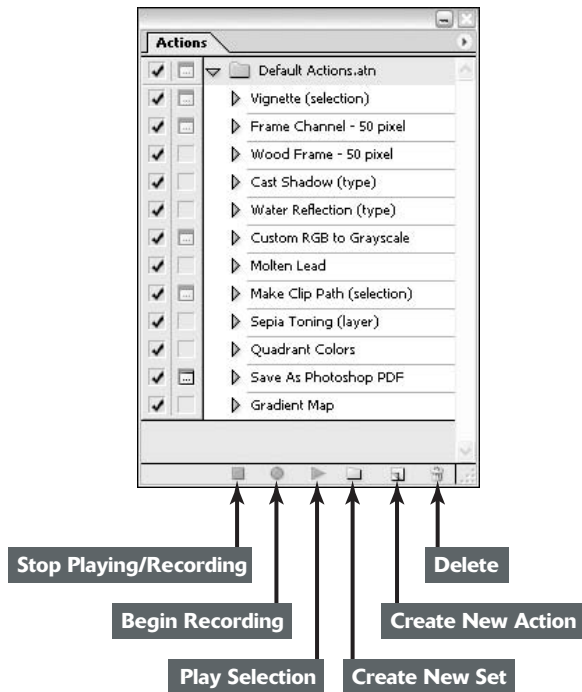 Actions
Default Actions.atn
Vignette (selection)
Frame Channel - 50 pixel
Wood Frame - 50 pixel
Cast Shadow (type)
Water Reflection (type)
Custom RGB to Grayscale
Molten Lead
Make Clip Path (selection)
Sepia Toning (layer)
Quadrant Colors
Save As Photoshop PDF
Gradient Map
Stop Playing/Recording
Delete
Begin Recording
Create New Action
Play Selection
Create New Set